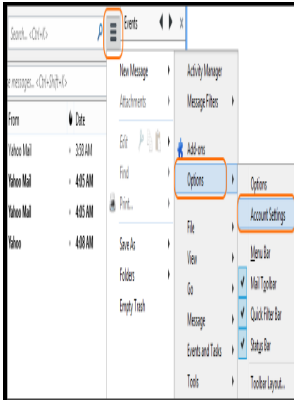 Search... <Ctrl+K>
Events
e messages... <Ctrl+Shift+K>
From Date
Yahoo Mail 3:59 AM
Yahoo Mail 4:05 AM
Yahoo Mail 4:05 AM
Yahoo 4:08 AM
New Message
Attachments
Edit
Find
Print...
Save As
Folders
Empty Trash
Activity Manager
Message Filters
Add-ons
Options
File
View
Go
Message
Events and Tasks
Tools
Options
Account Settings
Menu Bar
Mail Toolbar
Quick Filter Bar
Status Bar
Toolbar Layout...